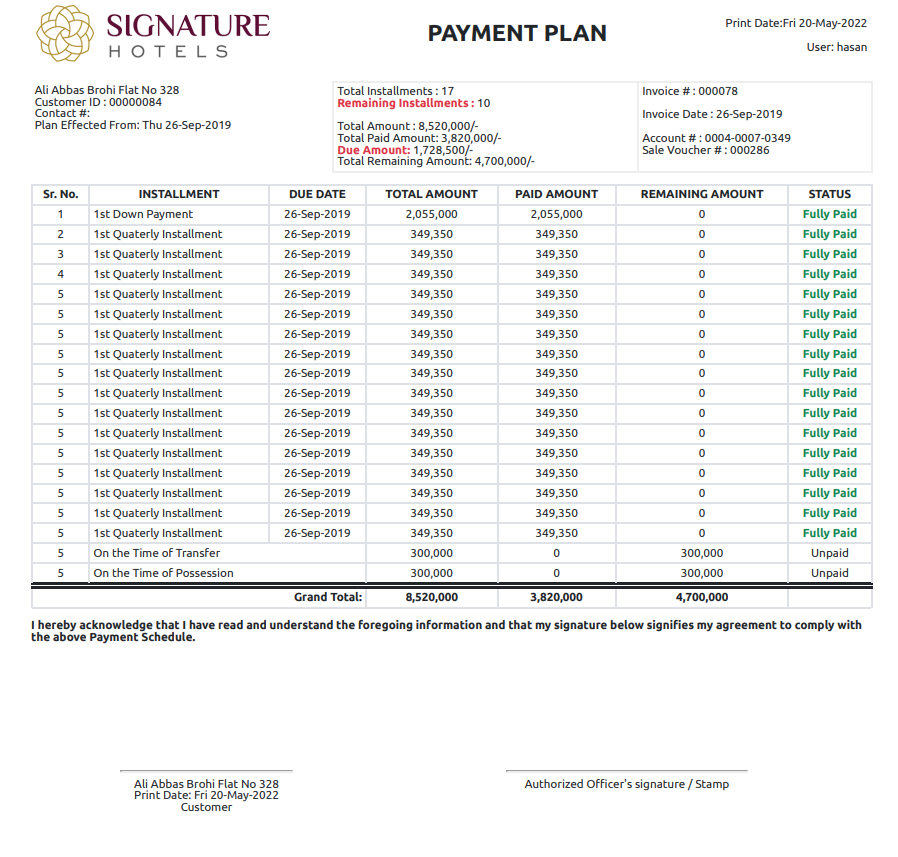 SIGNATURE
HOTELS
PAYMENT PLAN
Print Date:Fri 20-May-2022
User: hasan
Ali Abbas Brohi Flat No 328
Customer ID : 00000084
Contact #:
Plan Effected From: Thu 26-Sep-2019
Total Installments : 17
Remaining Installments : 10
Total Amount : 8,520,000/-
Total Paid Amount: 3,820,000/-
Due Amount: 1,728,500/-
Total Remaining Amount: 4,700,000/-
Invoice # : 000078
Invoice Date : 26-Sep-2019
Account # : 0004-0007-0349
Sale Voucher # : 000286
Sr. No. INSTALLMENT DUE DATE TOTAL AMOUNT PAID AMOUNT REMAINING AMOUNT STATUS
1 1st Down Payment 26-Sep-2019 2,055,000 2,055,000 0 Fully Paid
2 1st Quaterly Installment 26-Sep-2019 349,350 349,350 0 Fully Paid
3 1st Quaterly Installment 26-Sep-2019 349,350 349,350 0 Fully Paid
4 1st Quaterly Installment 26-Sep-2019 349,350 349,350 0 Fully Paid
5 1st Quaterly Installment 26-Sep-2019 349,350 349,350 0 Fully Paid
5 1st Quaterly Installment 26-Sep-2019 349,350 349,350 0 Fully Paid
5 1st Quaterly Installment 26-Sep-2019 349,350 349,350 0 Fully Paid
5 1st Quaterly Installment 26-Sep-2019 349,350 349,350 0 Fully Paid
5 1st Quaterly Installment 26-Sep-2019 349,350 349,350 0 Fully Paid
5 1st Quaterly Installment 26-Sep-2019 349,350 349,350 0 Fully Paid
5 1st Quaterly Installment 26-Sep-2019 349,350 349,350 0 Fully Paid
5 1st Quaterly Installment 26-Sep-2019 349,350 349,350 0 Fully Paid
5 1st Quaterly Installment 26-Sep-2019 349,350 349,350 0 Fully Paid
5 1st Quaterly Installment 26-Sep-2019 349,350 349,350 0 Fully Paid
5 1st Quaterly Installment 26-Sep-2019 349,350 349,350 0 Fully Paid
5 1st Quaterly Installment 26-Sep-2019 349,350 349,350 0 Fully Paid
5 1st Quaterly Installment 26-Sep-2019 349,350 349,350 0 Fully Paid
5 On the Time of Transfer 300,000 0 300,000 Unpaid
5 On the Time of Possession 300,000 0 300,000 Unpaid
Grand Total: 8,520,000 3,820,000 4,700,000
I hereby acknowledge that I have read and understand the foregoing information and that my signature below signifies my agreement to comply with
the above Payment Schedule.
Ali Abbas Brohi Flat No 328
Print Date: Fri 20-May-2022
Customer
Authorized Officer's signature / Stamp